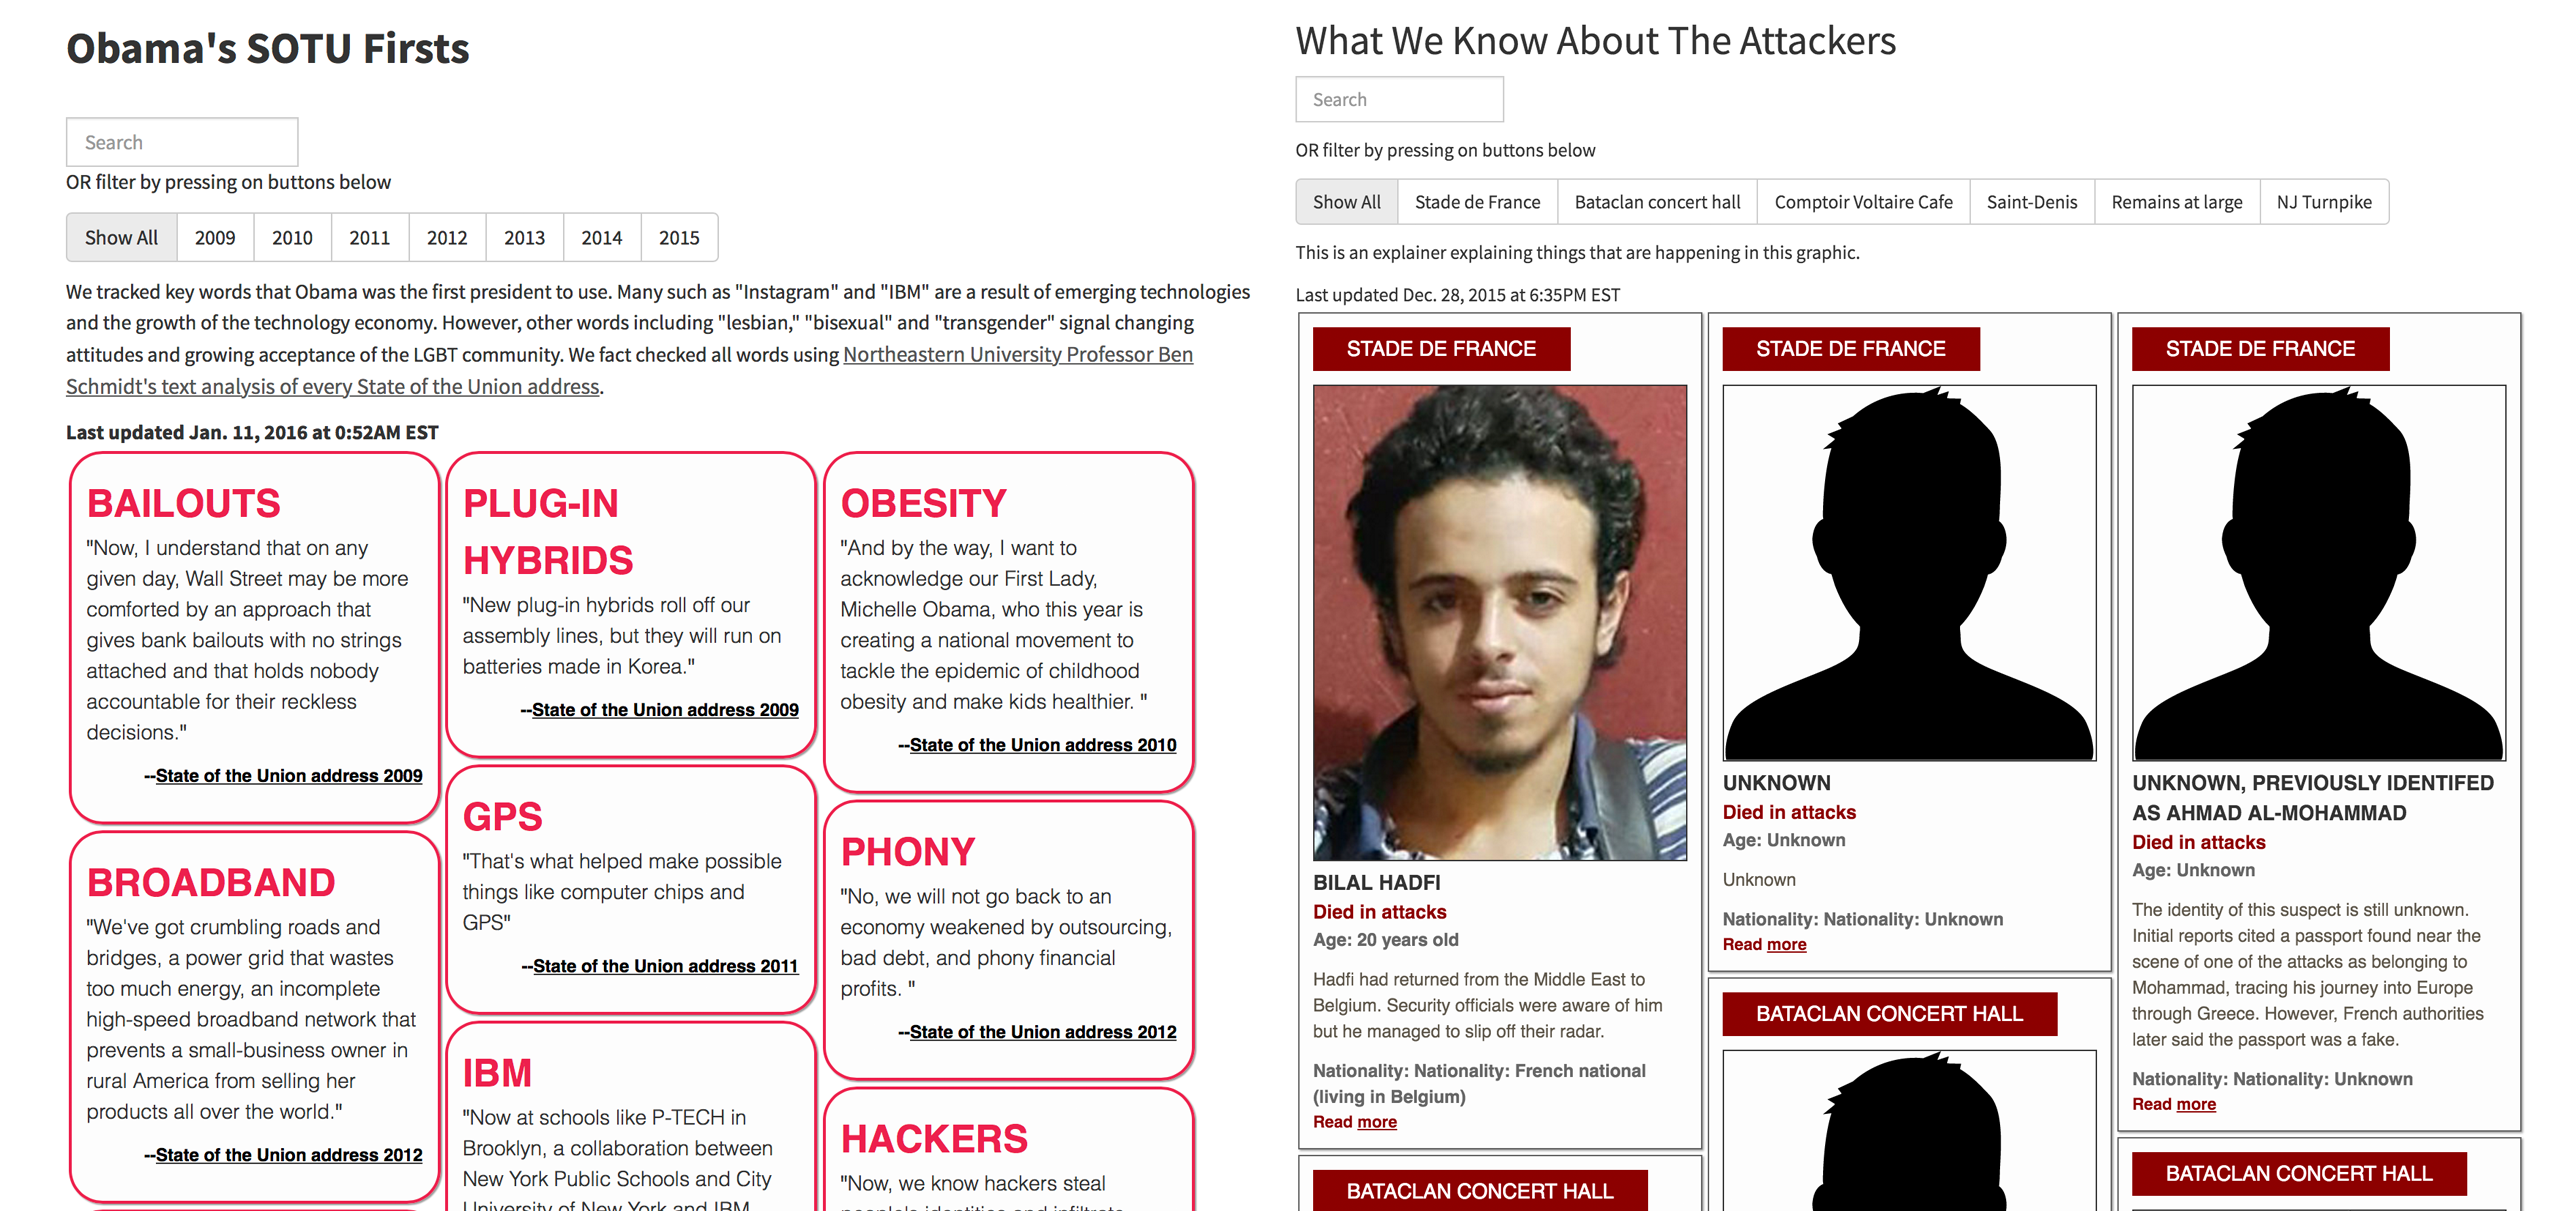 Obama's SOTU Firsts
Search
OR filter by pressing on buttons below
Show All 2009 2010 2011 2012 2013 2014 2015
We tracked key words that Obama was the first president to use. Many such as "Instagram" and "IBM" are a result of emerging technologies
and the growth of the technology economy. However, other words including "lesbian," "bisexual" and "transgender" signal changing
attitudes and growing acceptance of the LGBT community. We fact checked all words using Northeastern University Professor Ben
Schmidt's text analysis of every State of the Union address.
Last updated Jan. 11, 2016 at 0:52AM EST
BAILOUTS
"Now, I understand that on any
given day, Wall Street may be more
comforted by an approach that
gives bank bailouts with no strings
attached and that holds nobody
accountable for their reckless
decisions."
--State of the Union address 2009
BROADBAND
"We've got crumbling roads and
bridges, a power grid that wastes
too much energy, an incomplete
high-speed broadband network that
prevents a small-business owner in
rural America from selling her
products all over the world."
--State of the Union address 2012
PLUG-IN
HYBRIDS
"New plug-in hybrids roll off our
assembly lines, but they will run on
batteries made in Korea."
--State of the Union address 2009
GPS
"That's what helped make possible
things like computer chips and
GPS"
--State of the Union address 2011
IBM
"Now at schools like P-TECH in
Brooklyn, a collaboration between
New York Public Schools and City
University of New York and IBM
OBESITY
"And by the way, I want to
acknowledge our First Lady,
Michelle Obama, who this year is
creating a national movement to
tackle the epidemic of childhood
obesity and make kids healthier. "
--State of the Union address 2010
PHONY
"No, we will not go back to an
economy weakened by outsourcing,
bad debt, and phony financial
profits. "
--State of the Union address 2012
HACKERS
"Now, we know hackers steal
people's identities and infiltrate
What We Know About The Attackers
Search
OR filter by pressing on buttons below
Show All Stade de France Bataclan concert hall Comptoir Voltaire Cafe Saint-Denis Remains at large NJ Turnpike
This is an explainer explaining things that are happening in this graphic.
Last updated Dec. 28, 2015 at 6:35PM EST
STADE DE FRANCE
BILAL HADFI
Died in attacks
Age: 20 years old
Hadfi had returned from the Middle East to
Belgium. Security officials were aware of him
but he managed to slip off their radar.
Nationality: Nationality: French national
(living in Belgium)
Read more
BATACLAN CONCERT HALL
STADE DE FRANCE
UNKNOWN
Died in attacks
Age: Unknown
Unknown
Nationality: Nationality: Unknown
Read more
BATACLAN CONCERT HALL
STADE DE FRANCE
UNKNOWN, PREVIOUSLY IDENTIFED
AS AHMAD AL-MOHAMMAD
Died in attacks
Age: Unknown
The identity of this suspect is still unknown.
Initial reports cited a passport found near the
scene of one of the attacks as belonging to
Mohammad, tracing his journey into Europe
through Greece. However, French authorities
later said the passport was a fake.
Nationality: Nationality: Unknown
Read more
BATACLAN CONCERT HALL